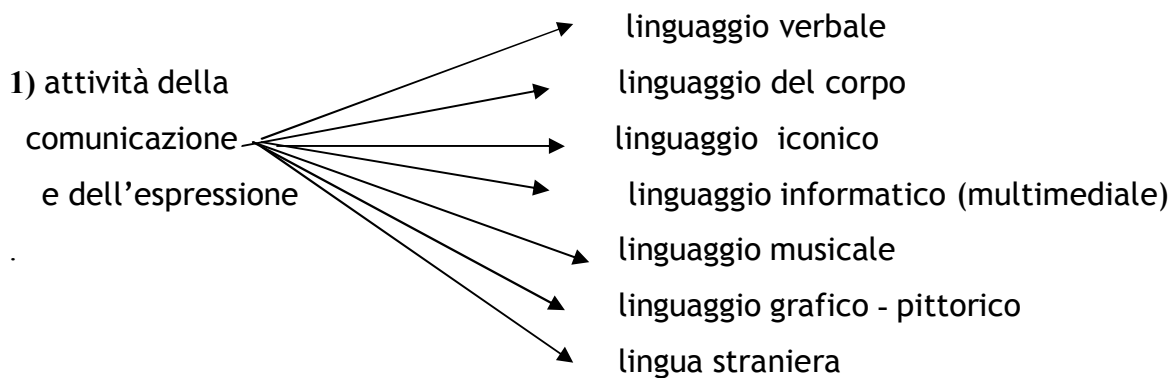 linguaggio verbale
1) attività della
linguaggio del corpo
comunicazione
linguaggio iconico
e dell’espressione
linguaggio informatico (multimediale)
.
linguaggio musicale
linguaggio grafico - pittorico
lingua straniera